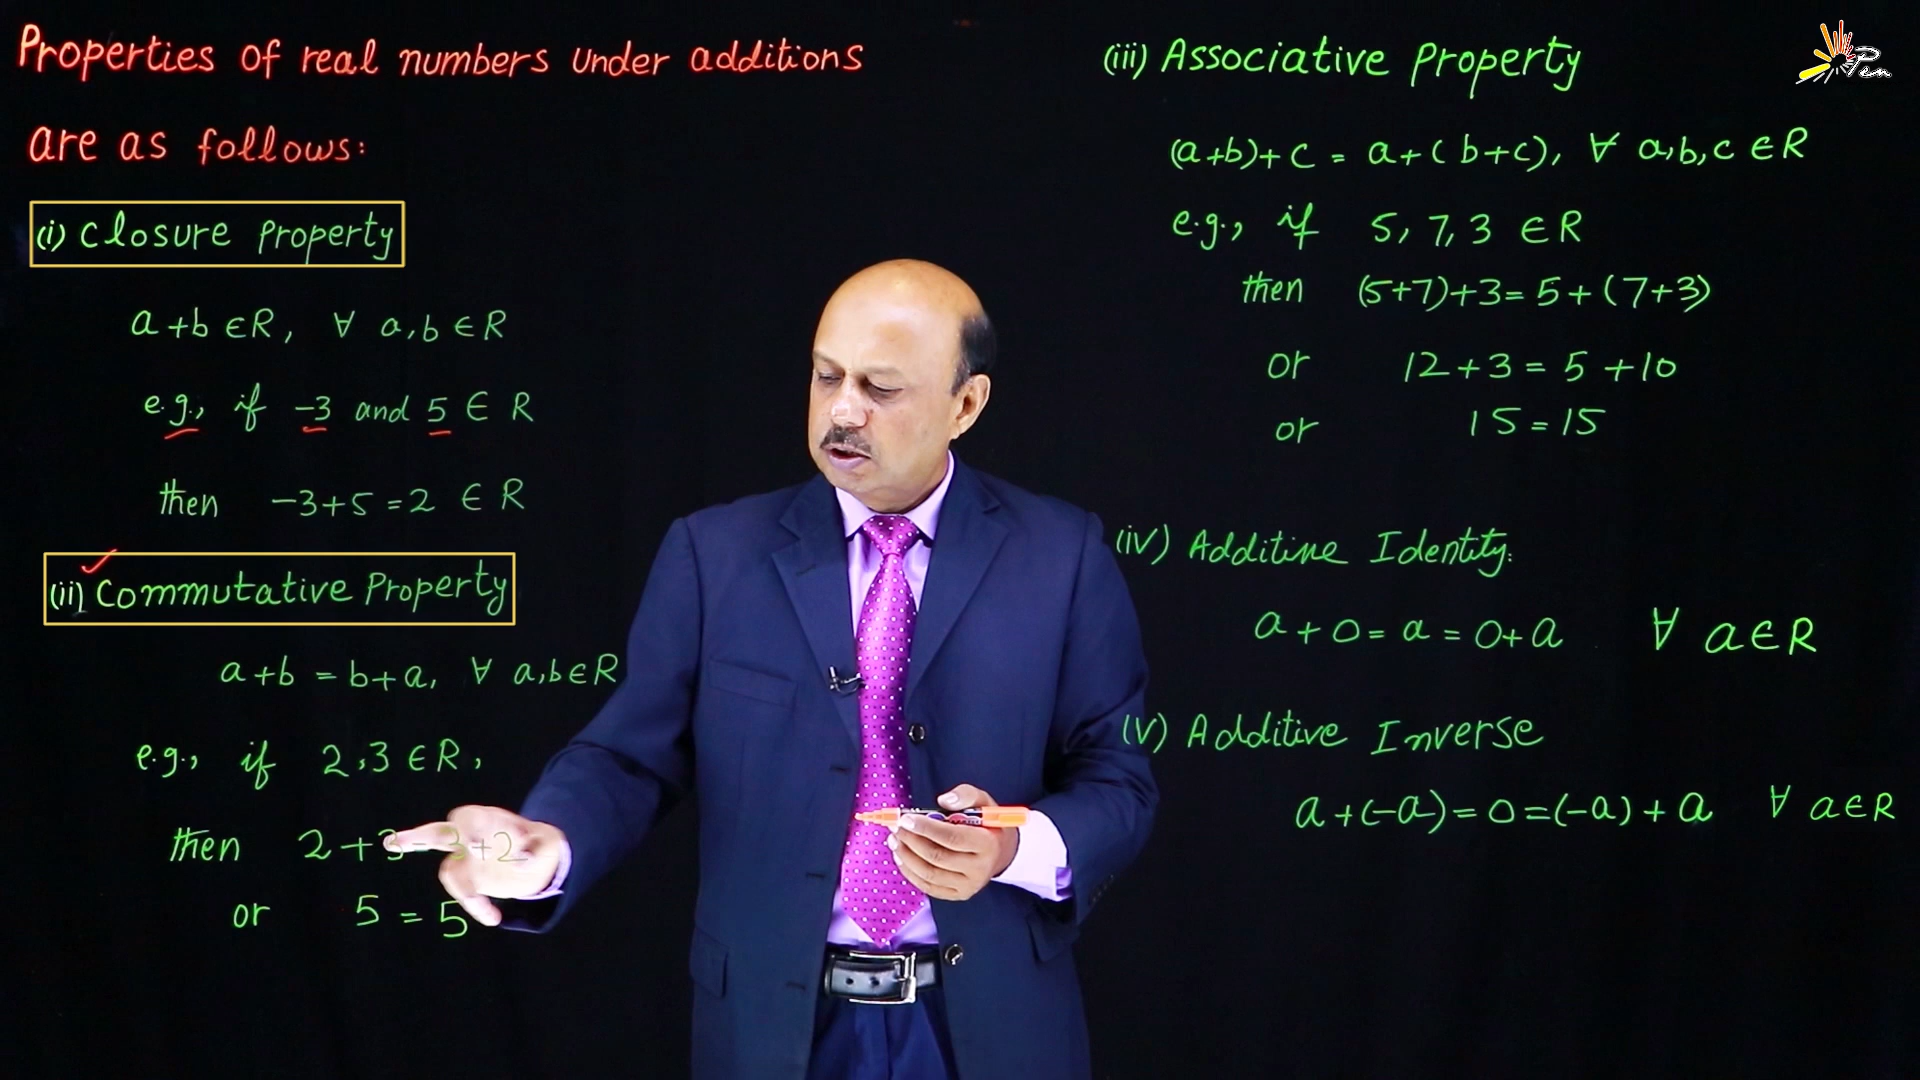 Properties of real numbers under additions
are as follows:
(i) Closure Property
a+b ∈R, ∀ a,b ∈ R
e.g., if -3 and 5 ∈ R
then -3+5 =2 ∈ R
(ii) Commutative Property
a+b = b+a, ∀ a,b∈R
e.g., if 2,3 ∈R,
then 2+3=3+2
or 5 = 5
(iii) Associative Property
(a+b)+c = a+(b+c), ∀ a,b,c ∈R
e.g., if 5, 7, 3 ∈R
then (5+7)+3=5+(7+3)
or 12+3 = 5 +10
or 15=15
(iv) Additive Identity:
a+0= a = 0+a ∀ a∈R
(v) Additive Inverse
a+(-a)=0=(-a)+a ∀ a∈R
Pen